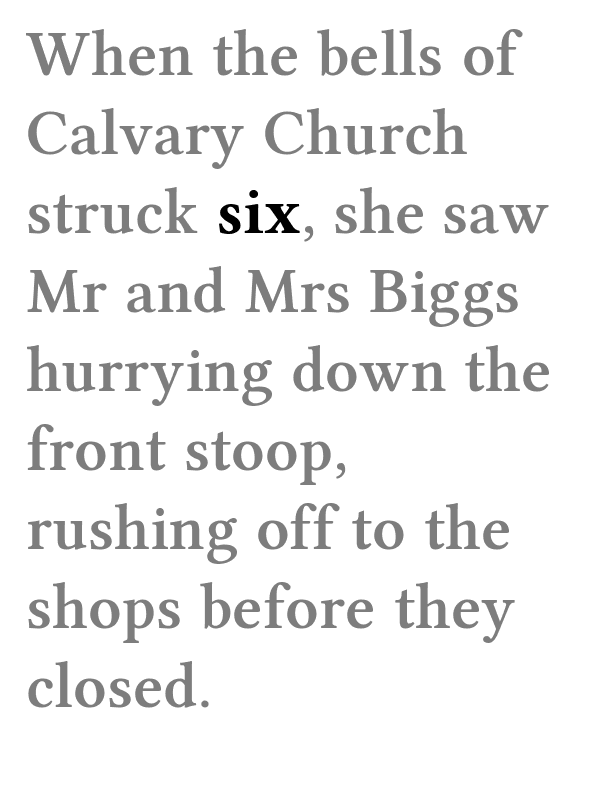 When the bells of
Calvary Church
struck six, she saw
Mr and Mrs Biggs
hurrying down the
front stoop,
rushing off to the
shops before they
closed.